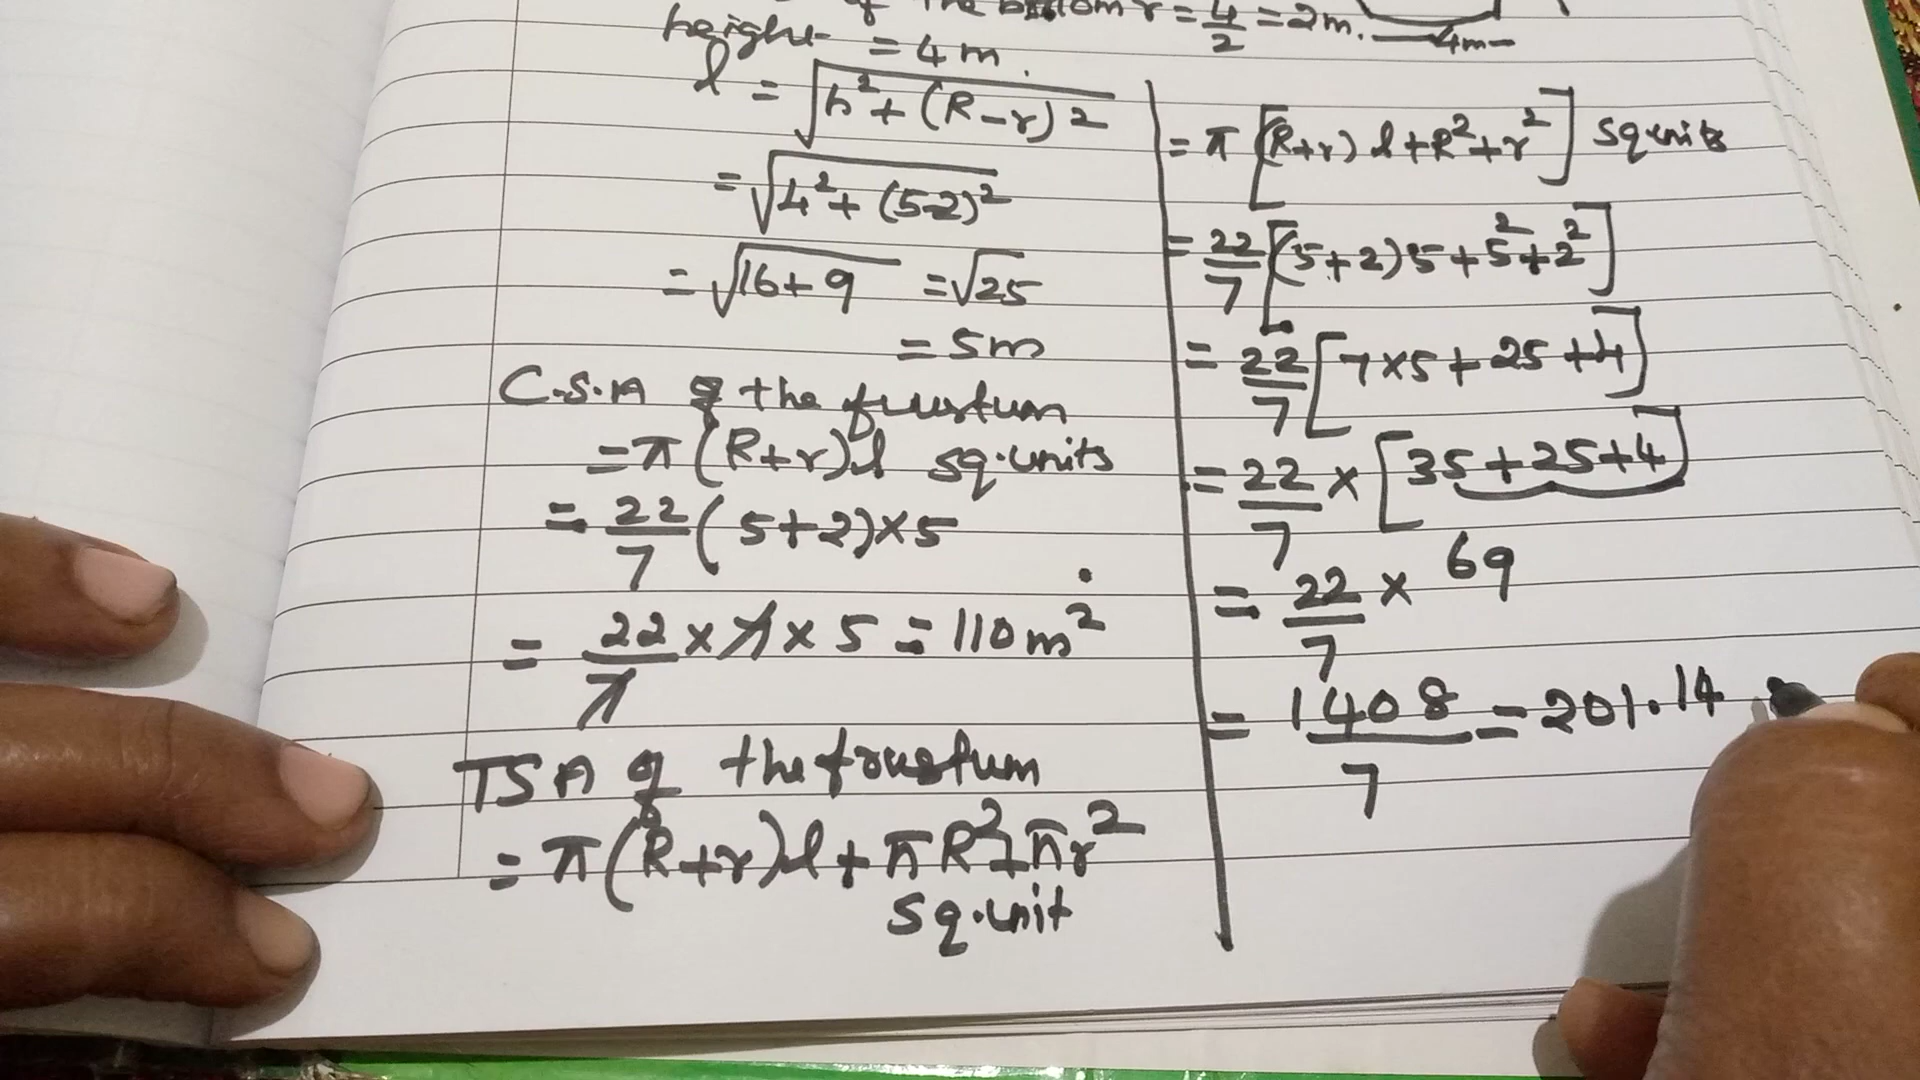 the bottom r = 4/2 = 2m.
4m
height = 4 m.
l = √h²+(R-r)2
= √4²+(5-2)²
= √16+9 = √25
= 5m
C.S.A of the frustum
= π(R+r)l sq.units
= 22/7 (5+2)×5
= 22/7 × 7 × 5 = 110m²
TSA of the frustum
= π(R+r)l + πR²+πr²
sq.unit
= π [(R+r) l+R²+r²] sq units
= 22/7 [(5+2)5+5²+2²]
= 22/7 [7×5+25+4]
= 22/7 × [35+25+4]
= 22/7 × 69
= 1408/7 = 201.14